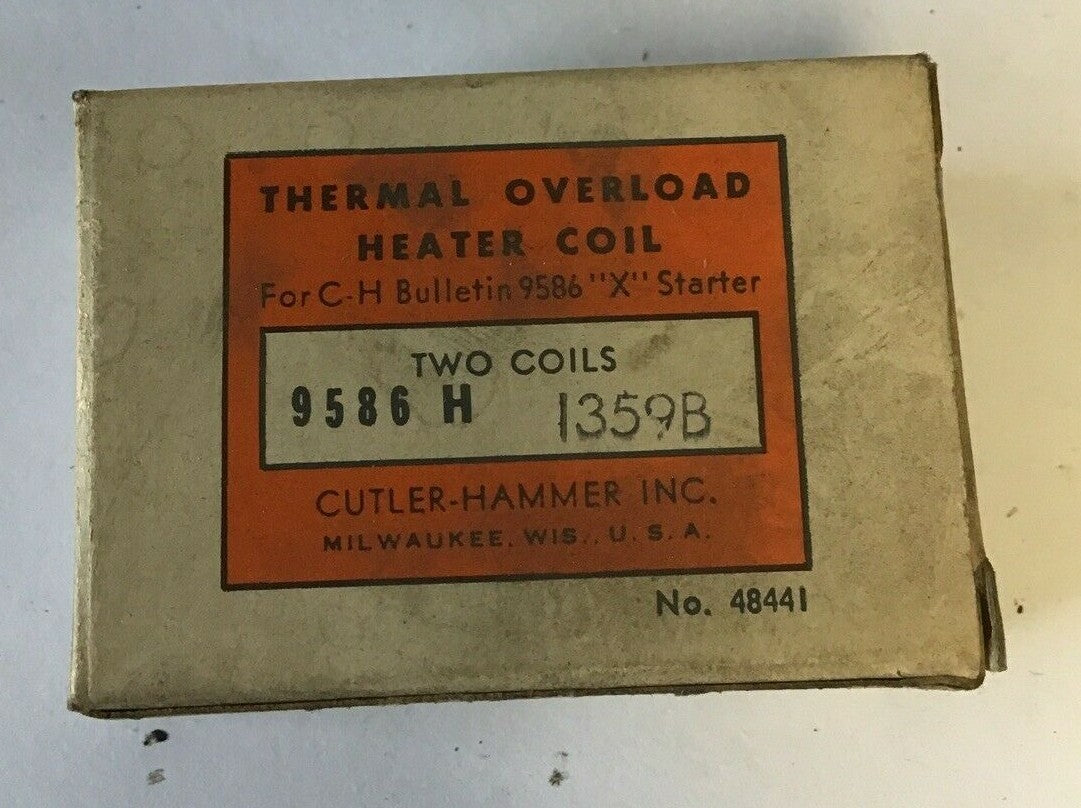 THERMAL OVERLOAD
HEATER COIL
For C-H Bulletin 9586 "X" Starter
TWO COILS
9586 H 1359B
CUTLER-HAMMER INC.
MILWAUKEE, WIS., U. S. A.
No. 48441